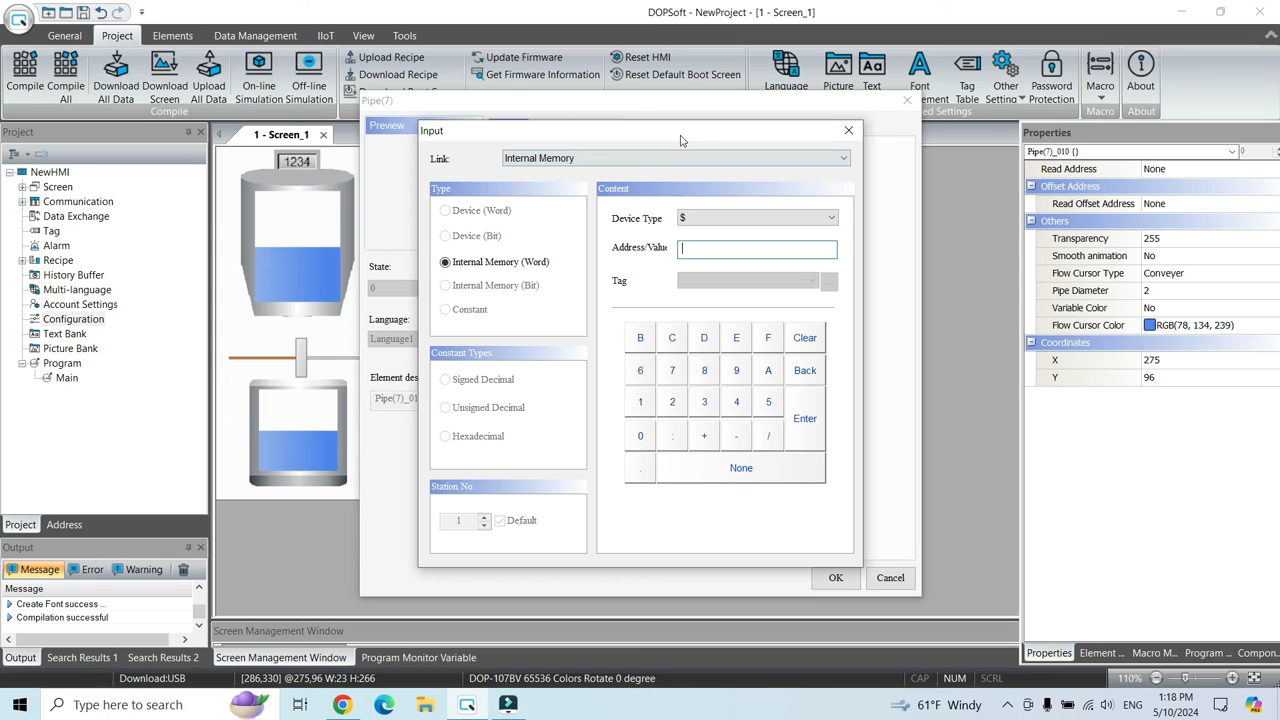 DOPSoft - NewProject - [1 - Screen_1]
General Project Elements Data Management IIoT View Tools
Compile Compile All Download All Data Download Screen Upload All Data On-line Simulation Off-line Simulation
Upload Recipe
Download Recipe
Update Firmware
Get Firmware Information
Reset HMI
Reset Default Boot Screen
Language Picture Text Tag Table Other Setting Password Protection Macro About
Compile
Macro About
Project
NewHMI
Screen
Communication
Data Exchange
Tag
Alarm
Recipe
History Buffer
Multi-language
Account Settings
Configuration
Text Bank
Picture Bank
Program
Main
Project Address
Output
Message Error Warning
Message
Create Font success ...
Compilation successful
Output Search Results 1 Search Results 2
1 - Screen_1
1234
Pipe(7)
Preview
State:
0
Language:
Language1
Element des
Pipe(7)_01
OK Cancel
Input
Link: Internal Memory
Type
Device (Word)
Device (Bit)
Internal Memory (Word)
Internal Memory (Bit)
Constant
Constant Types
Signed Decimal
Unsigned Decimal
Hexadecimal
Station No.
1 Default
Content
Device Type $
Address/Value
Tag ...
B C D E F Clear
6 7 8 9 A Back
1 2 3 4 5 Enter
0 : + - /
. None
Screen Management Window
Screen Management Window Program Monitor Variable
Properties
Pipe(7)_010 {} 0
Read Address None
Offset Address
Read Offset Address None
Others
Transparency 255
Smooth animation No
Flow Cursor Type Conveyer
Pipe Diameter 2
Variable Color No
Flow Cursor Color RGB(78, 134, 239)
Coordinates
X 275
Y 96
Properties Element ... Macro M... Program ... Compon...
Download:USB [286,330] @275,96 W:23 H:266 DOP-107BV 65536 Colors Rotate 0 degree CAP NUM SCRL 110%
Type here to search 61°F Windy 1:18 PM
5/10/2024